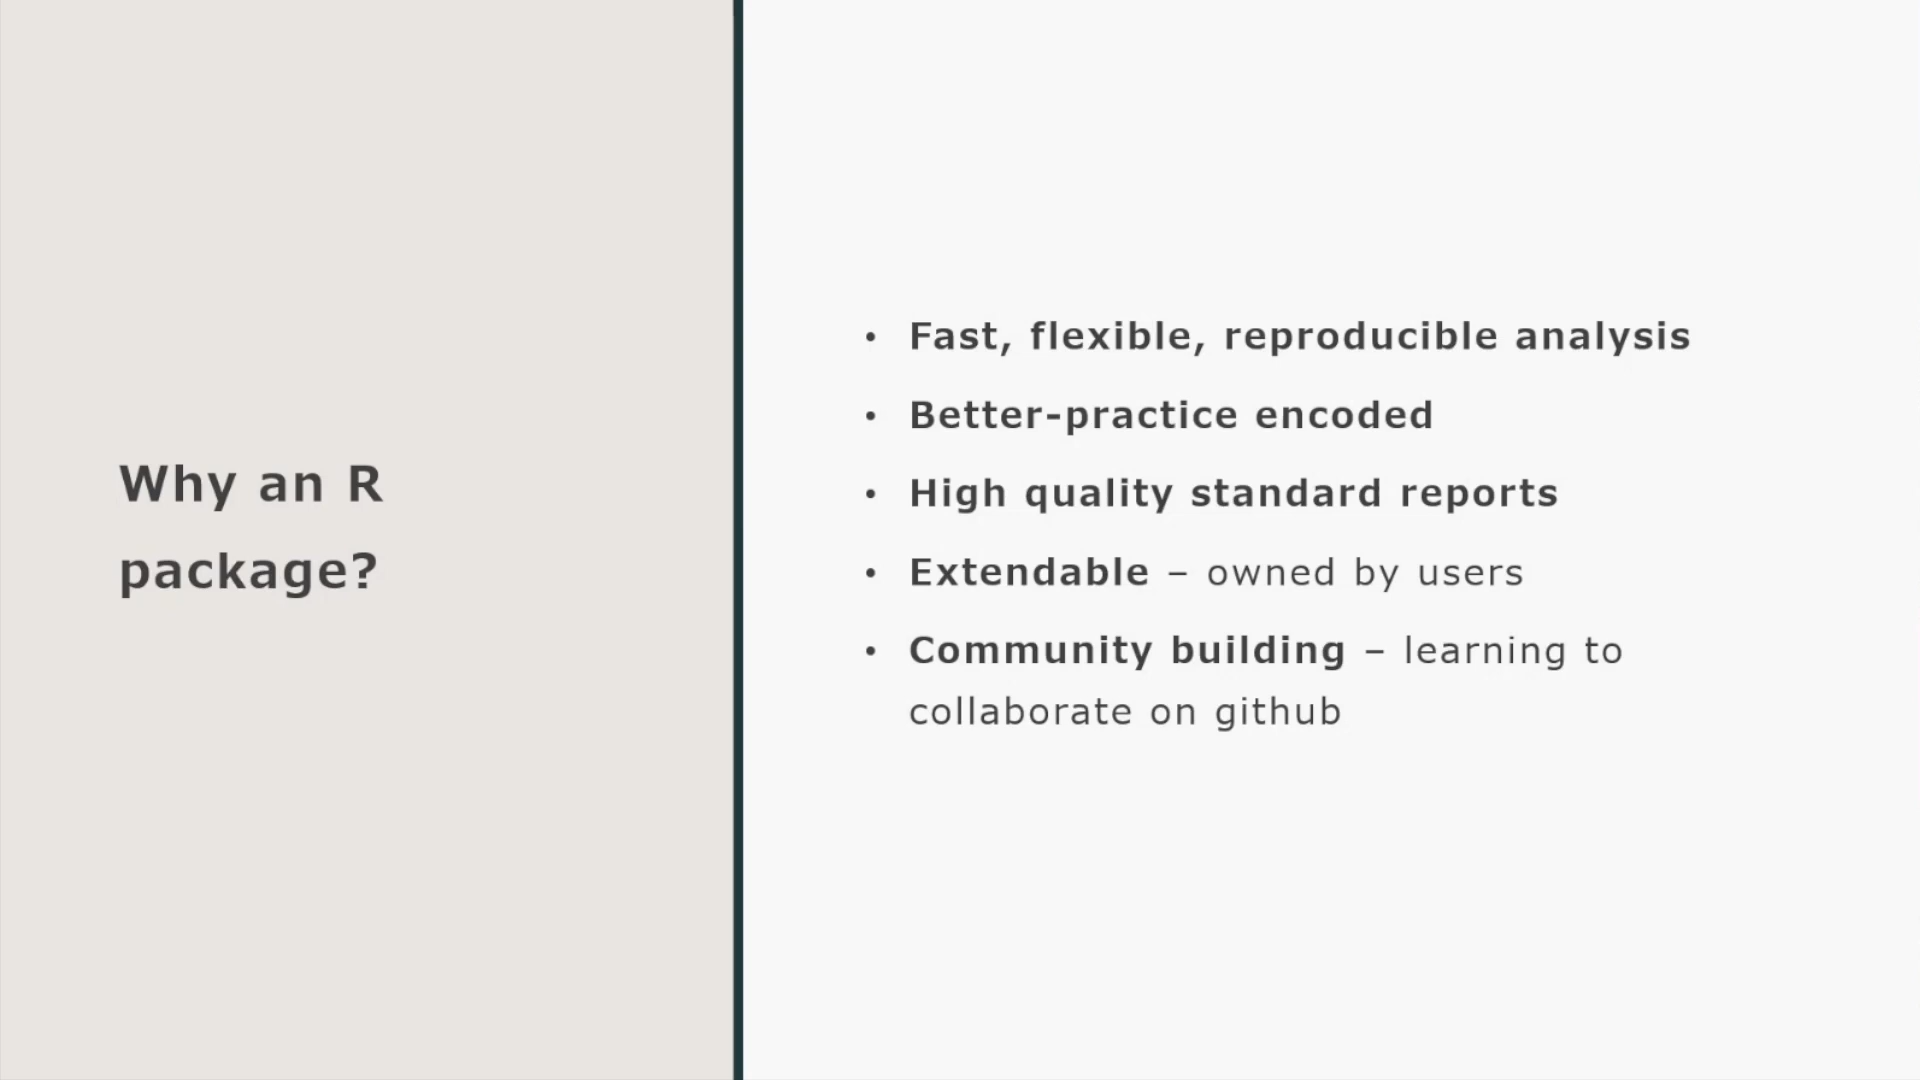 Why an R
package?
• Fast, flexible, reproducible analysis
• Better-practice encoded
• High quality standard reports
• Extendable – owned by users
• Community building – learning to
collaborate on github